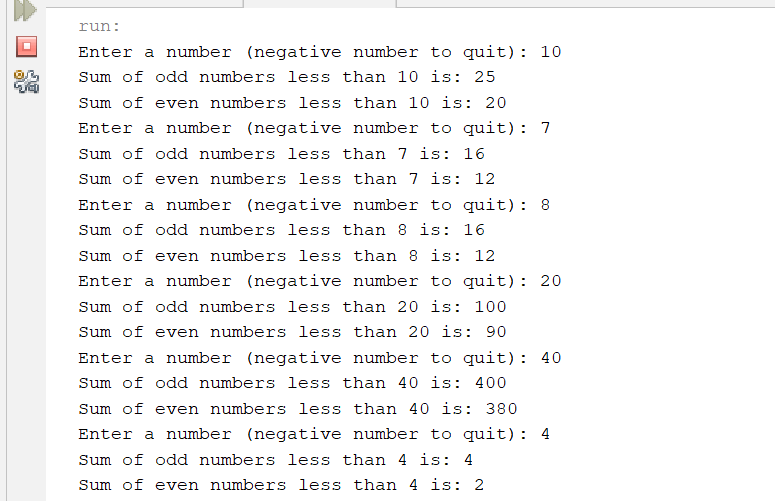 run:
Enter a number (negative number to quit): 10
Sum of odd numbers less than 10 is: 25
Sum of even numbers less than 10 is: 20
Enter a number (negative number to quit): 7
Sum of odd numbers less than 7 is: 16
Sum of even numbers less than 7 is: 12
Enter a number (negative number to quit): 8
Sum of odd numbers less than 8 is: 16
Sum of even numbers less than 8 is: 12
Enter a number (negative number to quit): 20
Sum of odd numbers less than 20 is: 100
Sum of even numbers less than 20 is: 90
Enter a number (negative number to quit): 40
Sum of odd numbers less than 40 is: 400
Sum of even numbers less than 40 is: 380
Enter a number (negative number to quit): 4
Sum of odd numbers less than 4 is: 4
Sum of even numbers less than 4 is: 2